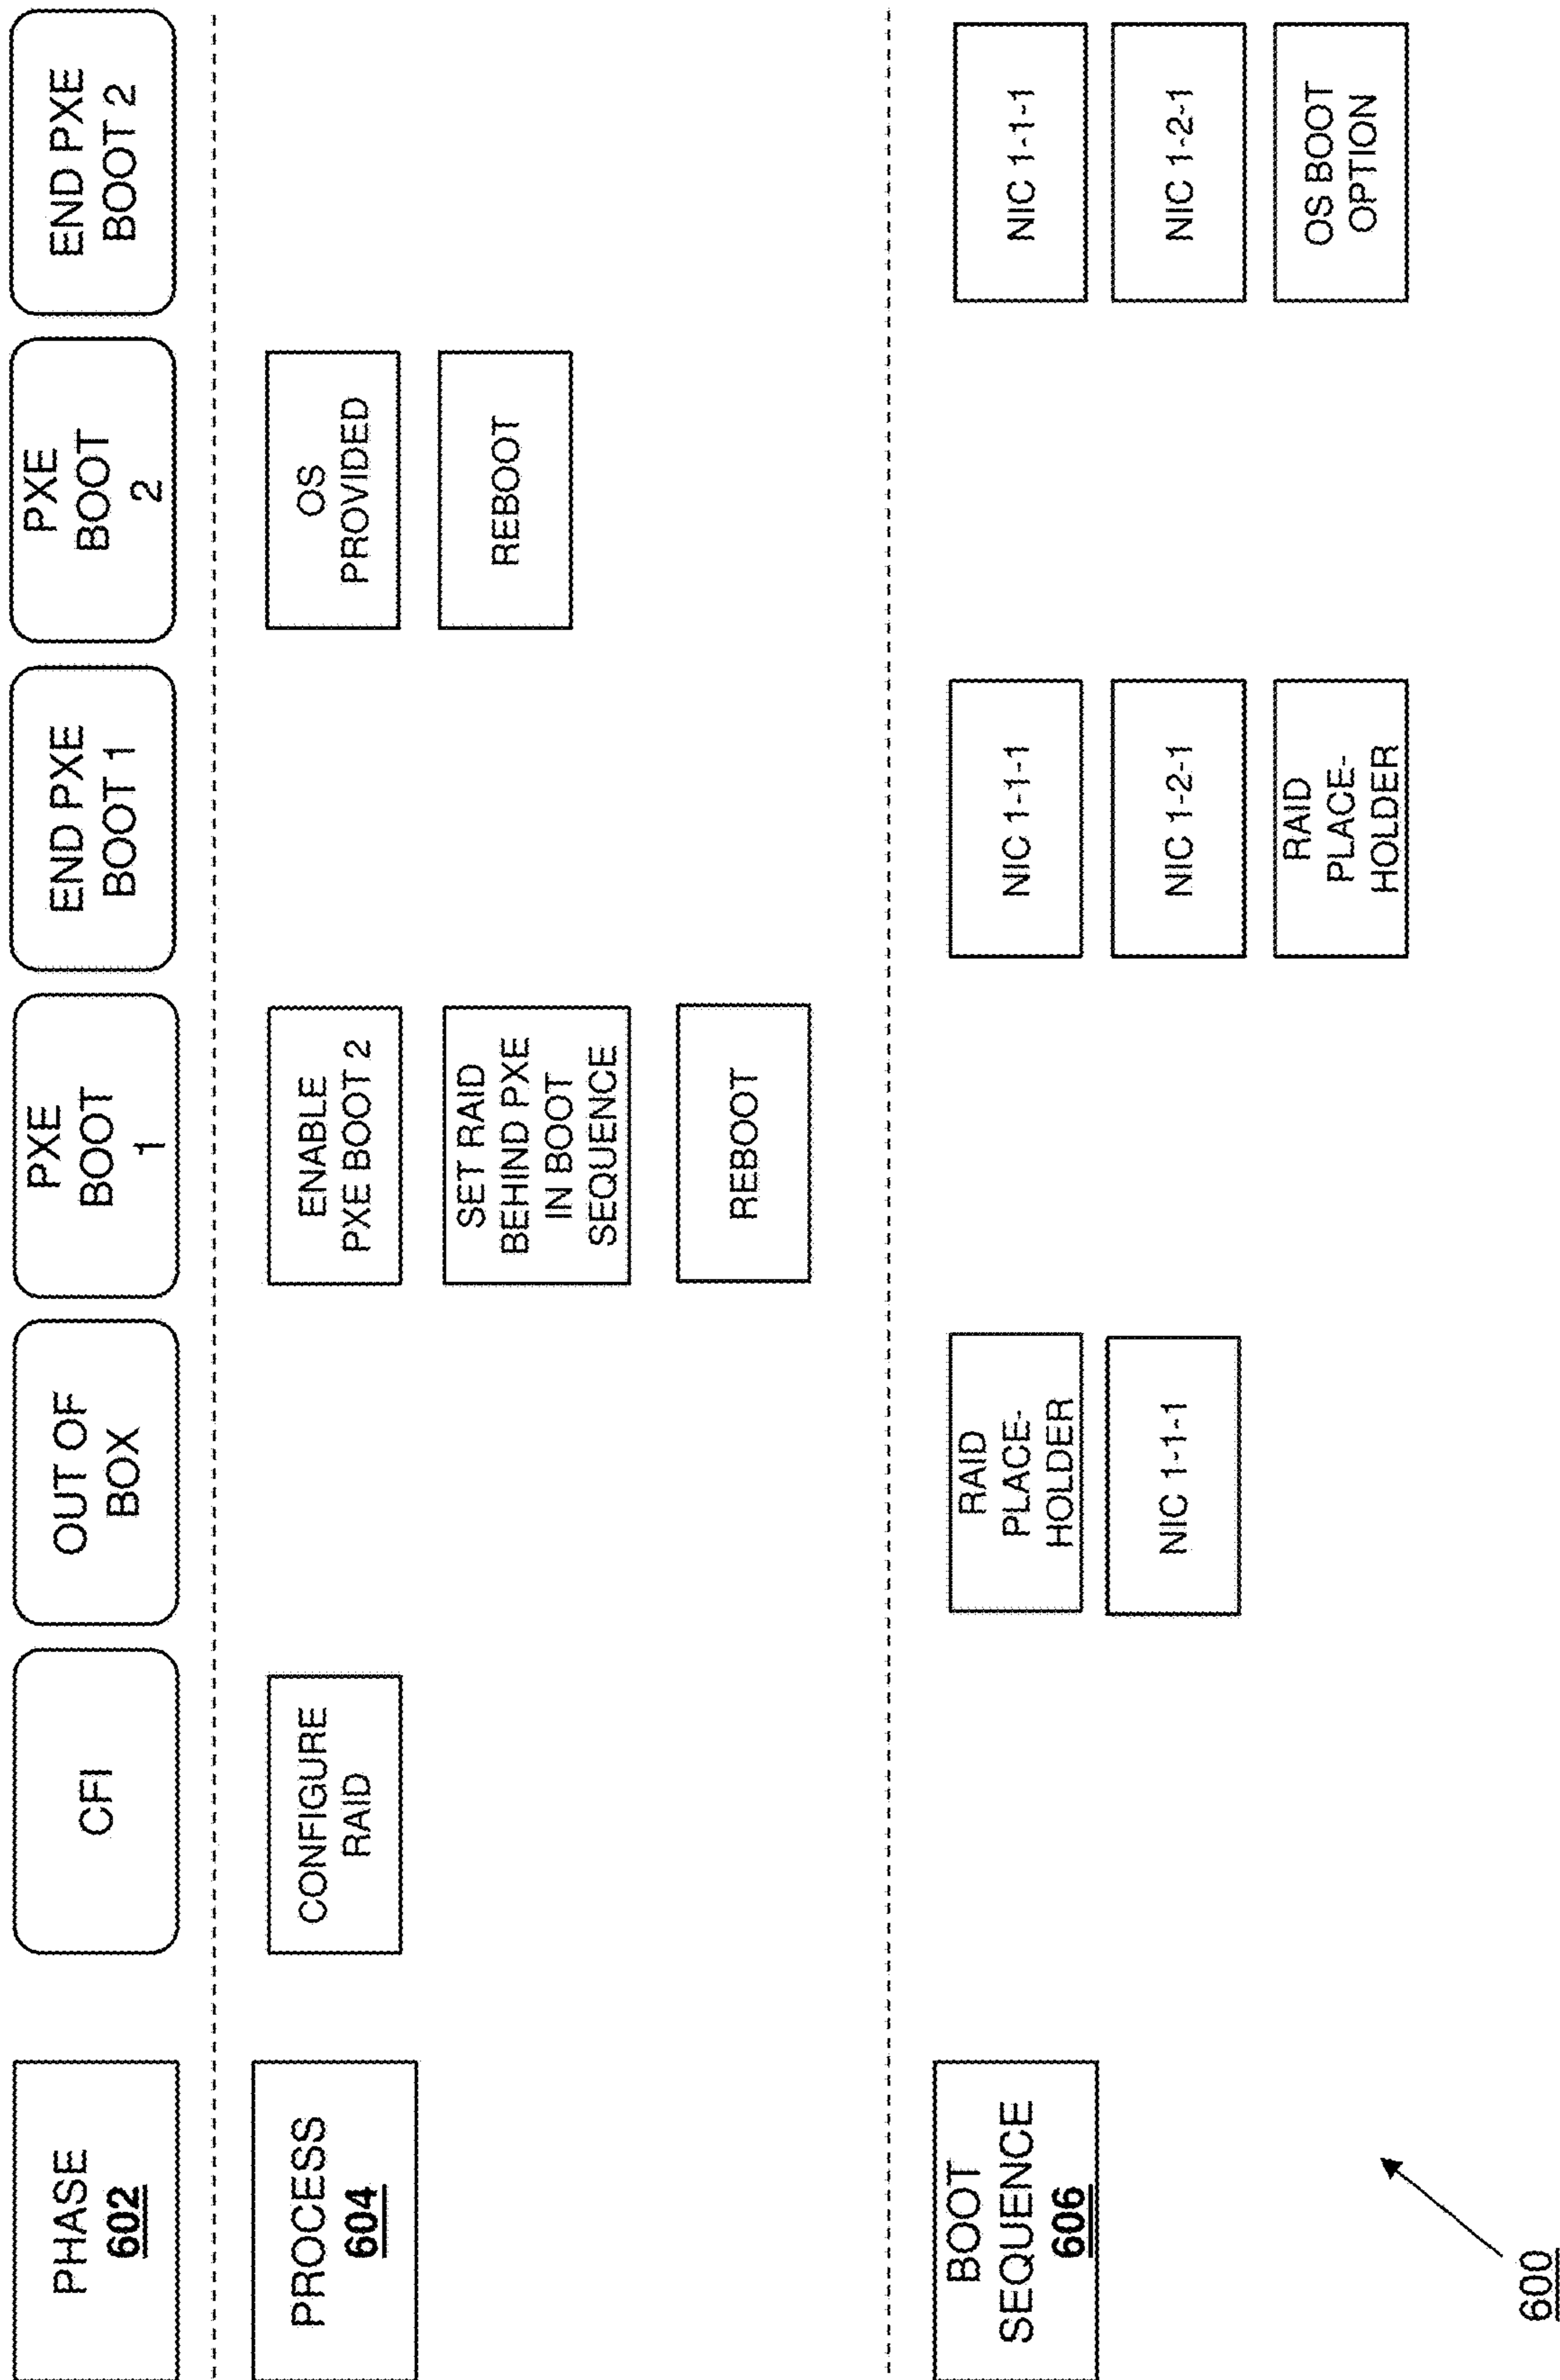 PHASE
602
CFI
OUT OF
BOX
PXE
BOOT
1
END PXE
BOOT 1
PXE
BOOT
2
END PXE
BOOT 2
PROCESS
604
CONFIGURE
RAID
ENABLE
PXE BOOT 2
SET RAID
BEHIND PXE
IN BOOT
SEQUENCE
REBOOT
OS
PROVIDED
REBOOT
BOOT
SEQUENCE
606
RAID
PLACE-
HOLDER
NIC 1-1-1
NIC 1-1-1
NIC 1-2-1
RAID
PLACE-
HOLDER
NIC 1-1-1
NIC 1-2-1
OS BOOT
OPTION
600